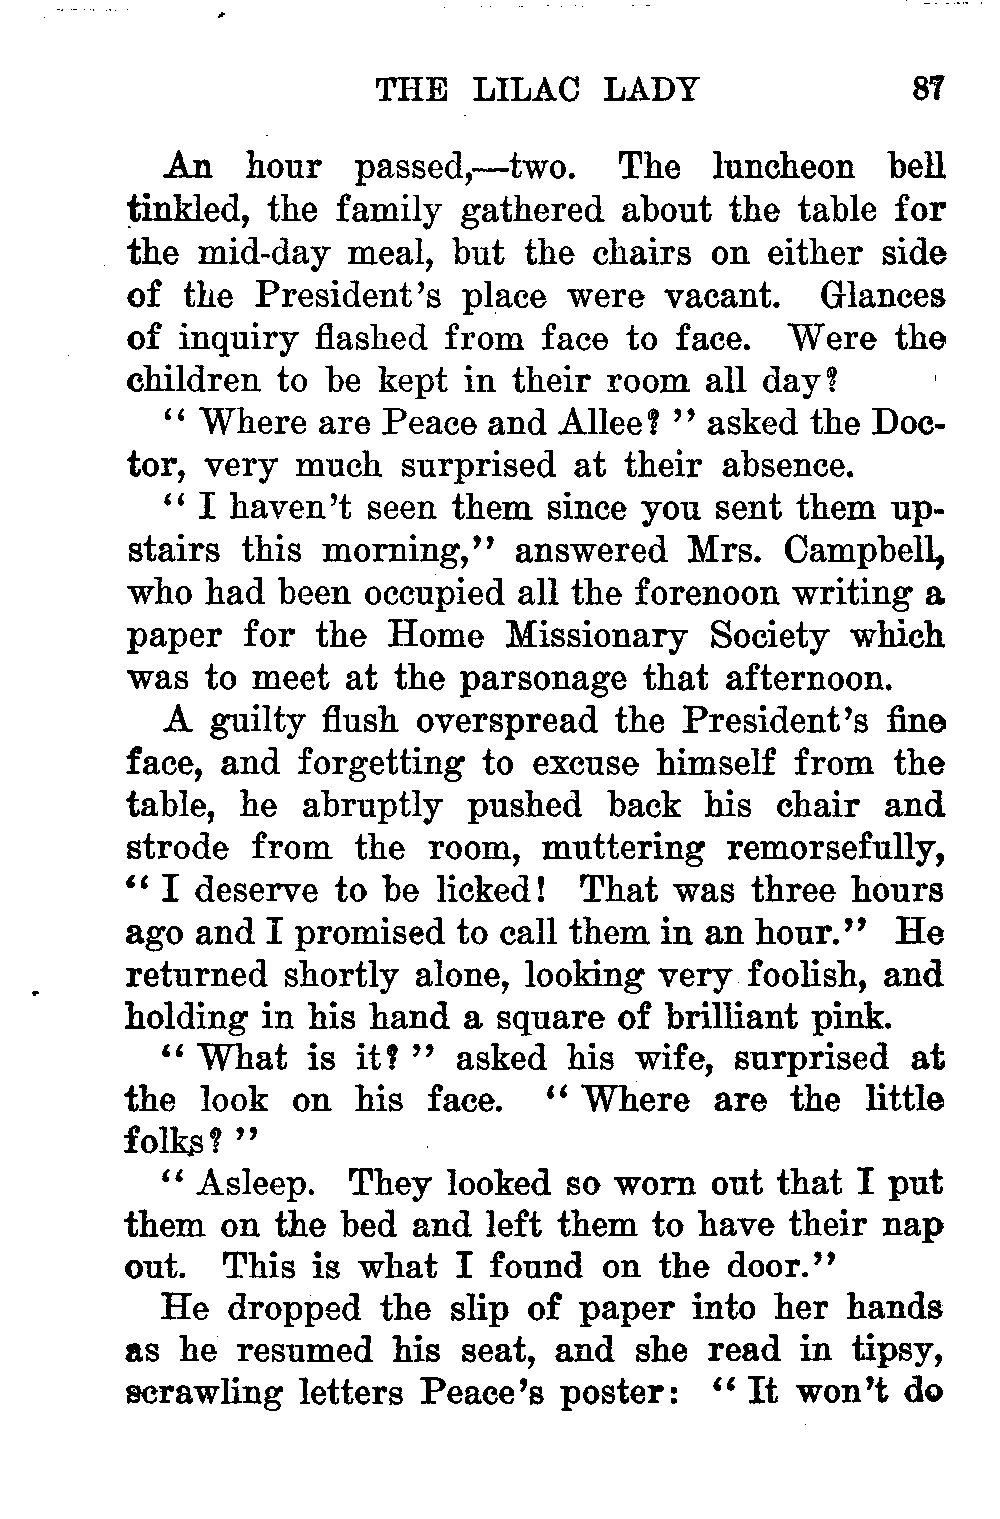 THE LILAC LADY 87
An hour passed,—two. The luncheon bell
tinkled, the family gathered about the table for
the mid-day meal, but the chairs on either side
of the President's place were vacant. Glances
of inquiry flashed from face to face. Were the
children to be kept in their room all day?
" Where are Peace and Allee? " asked the Doc-
tor, very much surprised at their absence.
" I haven't seen them since you sent them up-
stairs this morning," answered Mrs. Campbell,
who had been occupied all the forenoon writing a
paper for the Home Missionary Society which
was to meet at the parsonage that afternoon.
A guilty flush overspread the President's fine
face, and forgetting to excuse himself from the
table, he abruptly pushed back his chair and
strode from the room, muttering remorsefully,
" I deserve to be licked! That was three hours
ago and I promised to call them in an hour." He
returned shortly alone, looking very foolish, and
holding in his hand a square of brilliant pink.
" What is it? " asked his wife, surprised at
the look on his face. " Where are the little
folks? "
" Asleep. They looked so worn out that I put
them on the bed and left them to have their nap
out. This is what I found on the door."
He dropped the slip of paper into her hands
as he resumed his seat, and she read in tipsy,
scrawling letters Peace's poster: " It won't do